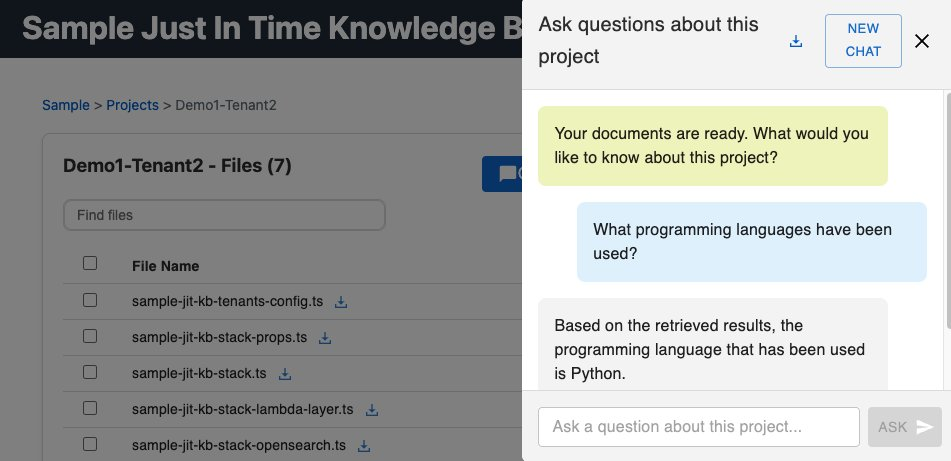 Sample Just In Time Knowledge B
Sample > Projects > Demo1-Tenant2
Demo1-Tenant2 - Files (7)
Find files
File Name
sample-jit-kb-tenants-config.ts
sample-jit-kb-stack-props.ts
sample-jit-kb-stack.ts
sample-jit-kb-stack-lambda-layer.ts
sample-jit-kb-stack-opensearch.ts
Ask questions about this
project
NEW
CHAT
Your documents are ready. What would you
like to know about this project?
What programming languages have been
used?
Based on the retrieved results, the
programming language that has been used
is Python.
Ask a question about this project...
ASK